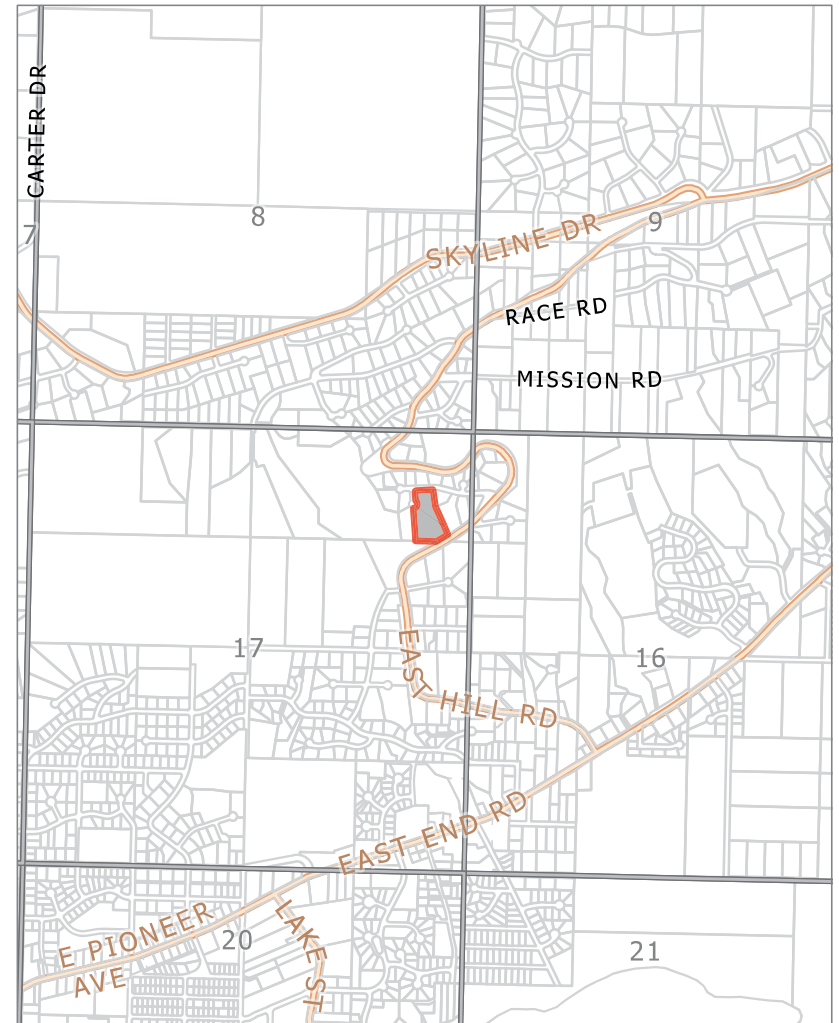 CARTER DR
8
7
SKYLINE DR
9
RACE RD
MISSION RD
17
16
EAST HILL RD
EAST END RD
E PIONEER
AVE
20
LAKE ST
21